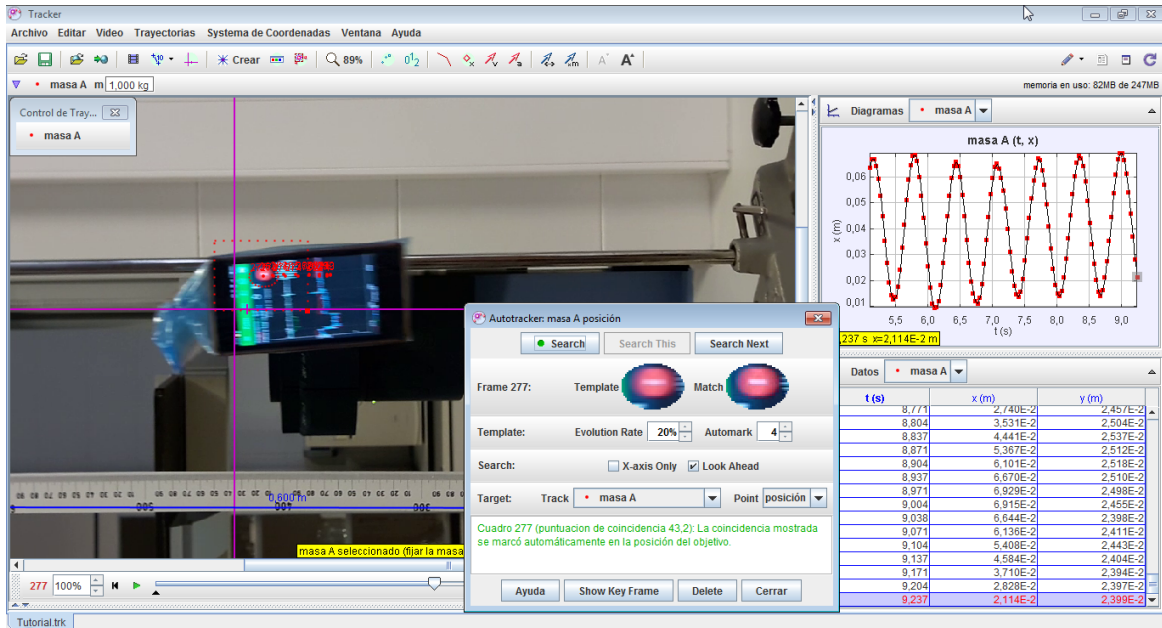 Tracker
Archivo Editar Video Trayectorias Systema de Coordenadas Ventana Ayuda
Crear 89%
masa A m 1,000 kg
memoria en uso: 82MB de 247MB
Control de Tray...
masa A
0,600 m
masa A seleccionado (fijar la masa
277 100%
Tutorial.trk
Diagramas masa A
masa A (t, x)
x (m)
0,06
0,05
0,04
0,03
0,02
0,01
5,5 6,0 6,5 7,0 7,5 8,0 8,5 9,0
t (s)
,237 s x=2,114E-2 m
Autotracker: masa A posición
Search Search This Search Next
Frame 277: Template Match
Template: Evolution Rate 20% Automark 4
Search: X-axis Only Look Ahead
Target: Track masa A Point posición
Cuadro 277 (puntuacion de coincidencia 43,2): La coincidencia mostrada
se marcó automáticamente en la posición del objetivo.
Ayuda Show Key Frame Delete Cerrar
Datos masa A
t (s) x (m) y (m)
8,771 2,740E-2 2,457E-2
8,804 3,531E-2 2,504E-2
8,837 4,441E-2 2,537E-2
8,871 5,367E-2 2,512E-2
8,904 6,101E-2 2,518E-2
8,937 6,670E-2 2,510E-2
8,971 6,929E-2 2,498E-2
9,004 6,915E-2 2,455E-2
9,038 6,644E-2 2,398E-2
9,071 6,136E-2 2,411E-2
9,104 5,408E-2 2,443E-2
9,137 4,584E-2 2,404E-2
9,171 3,710E-2 2,394E-2
9,204 2,828E-2 2,397E-2
9,237 2,114E-2 2,399E-2